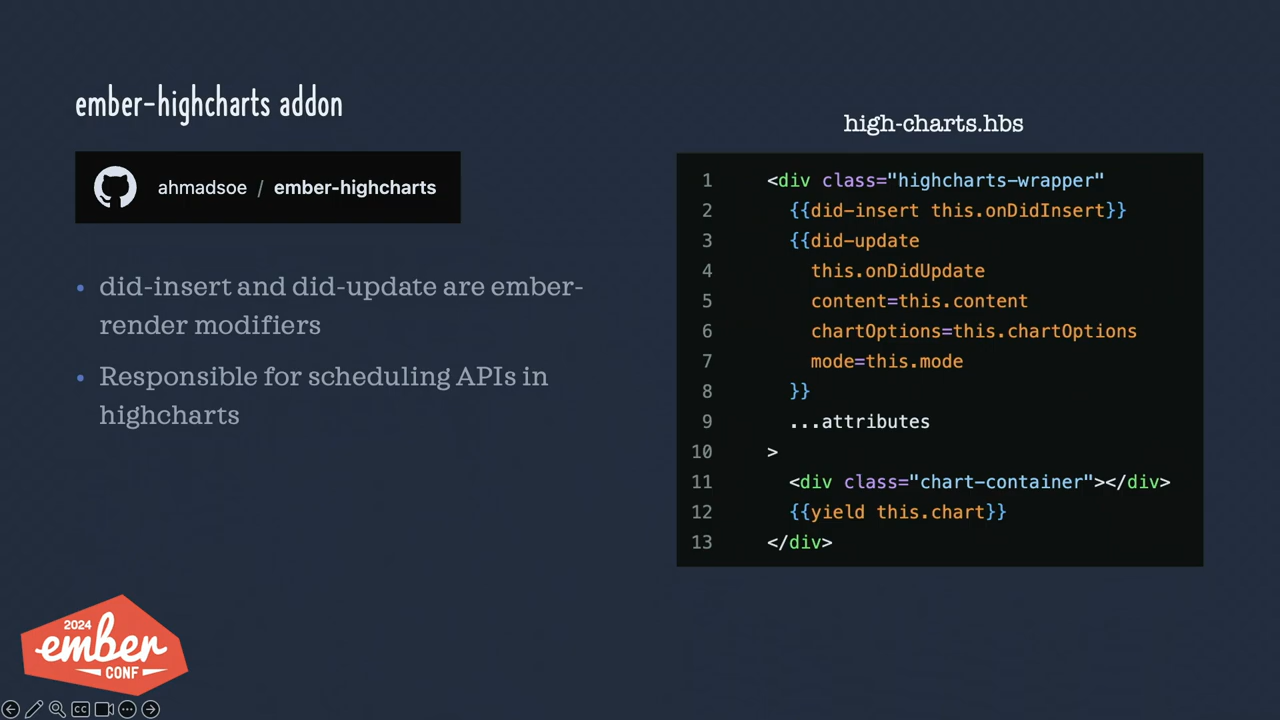 ember-highcharts addon
ahmadsoe / ember-highcharts
• did-insert and did-update are ember-
render modifiers
• Responsible for scheduling APIs in
highcharts
high-charts.hbs
1 <div class="highcharts-wrapper"
2 {{did-insert this.onDidInsert}}
3 {{did-update
4 this.onDidUpdate
5 content=this.content
6 chartOptions=this.chartOptions
7 mode=this.mode
8 }}
9 ...attributes
10 >
11 <div class="chart-container"></div>
12 {{yield this.chart}}
13 </div>
2024
ember
CONF
CC